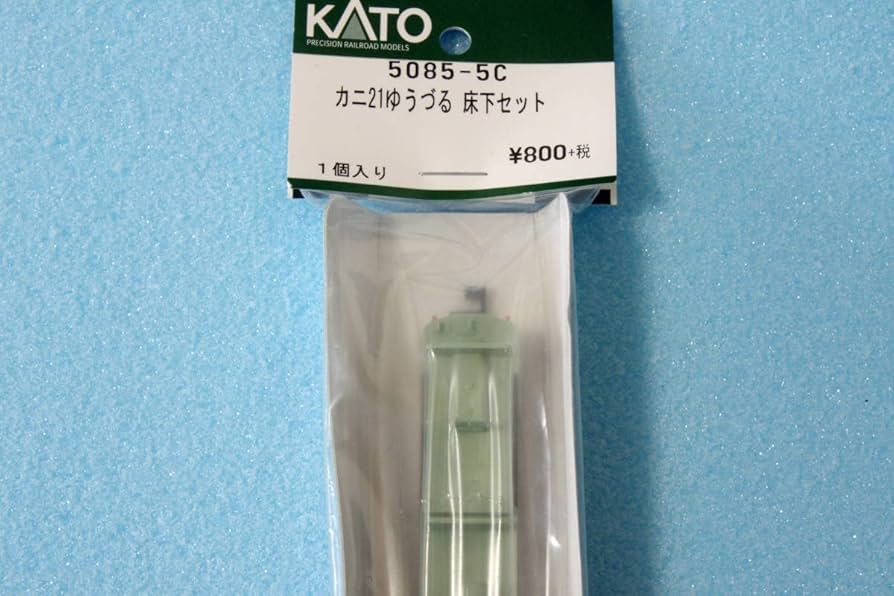 KATO
PRECISION RAILROAD MODELS
5085-5C
カニ21ゆうづる 床下セット
¥800+税
1個入り